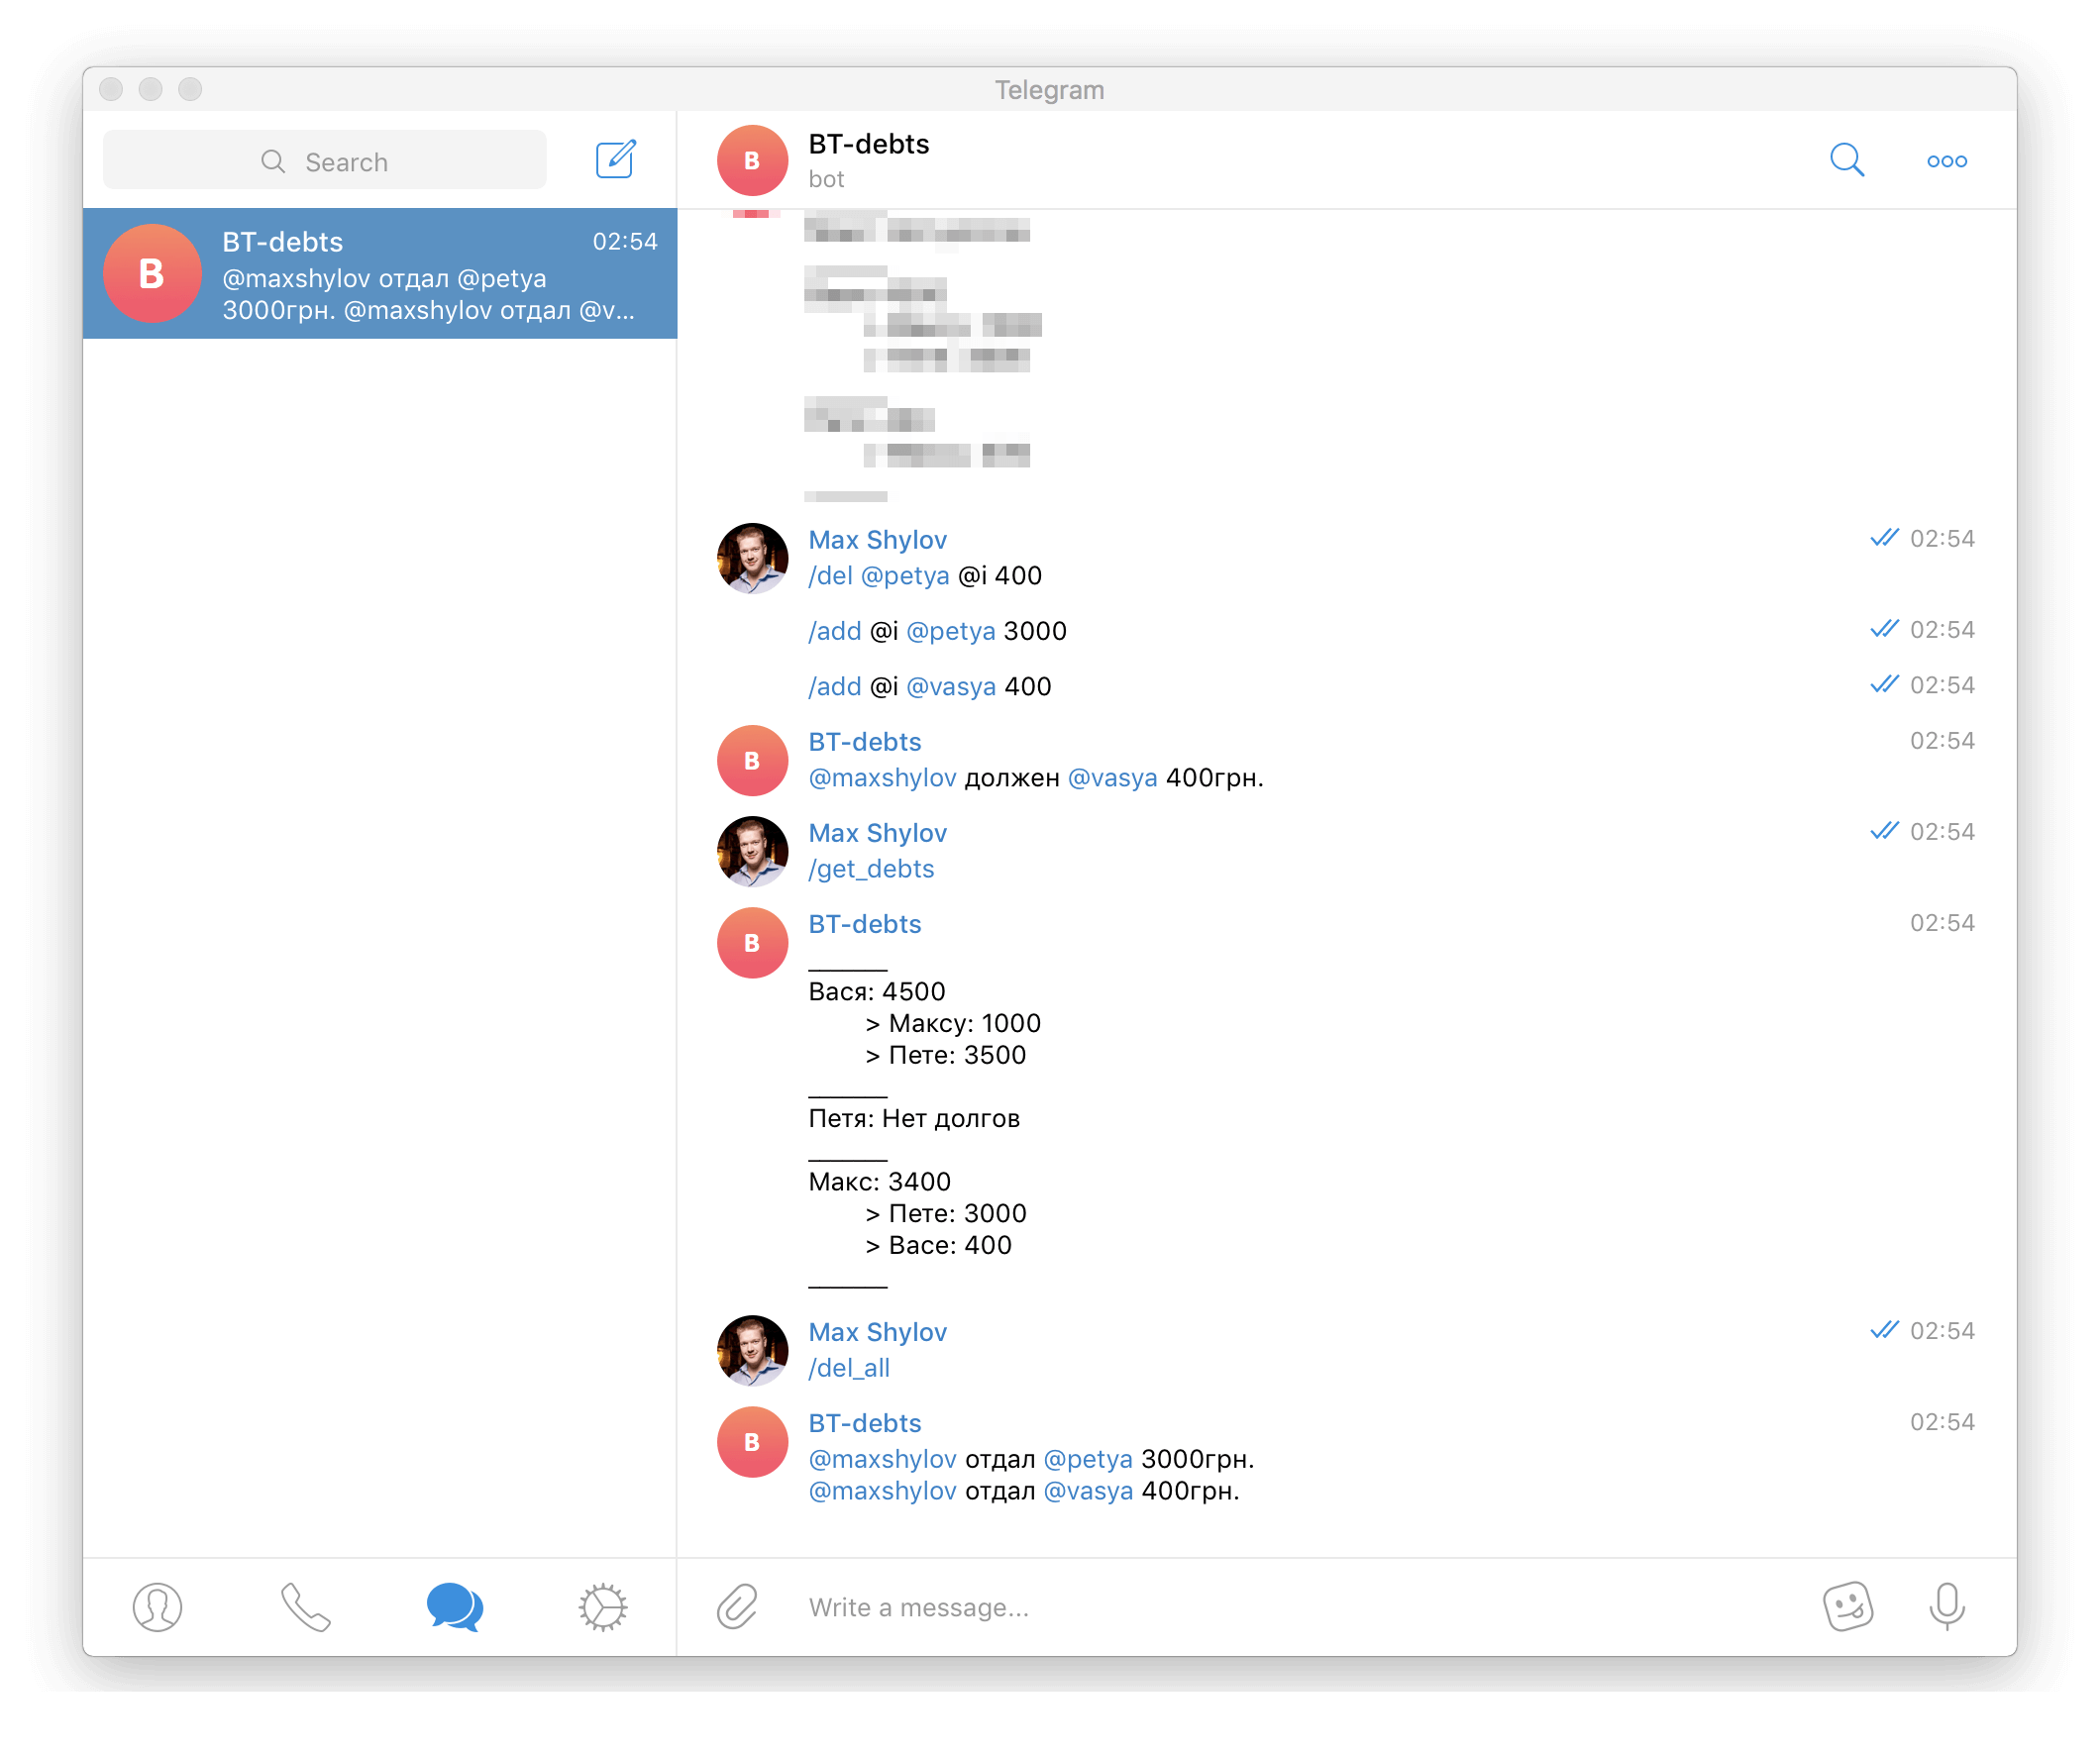 Telegram
Search
BT-debts
02:54
@maxshylov отдал @petya
3000грн. @maxshylov отдал @v...
B
BT-debts
bot
B
Max Shylov
02:54
/del @petya @i 400
/add @i @petya 3000
02:54
/add @i @vasya 400
02:54
BT-debts
02:54
B
@maxshylov должен @vasya 400грн.
Max Shylov
02:54
/get_debts
BT-debts
02:54
B
______
Вася: 4500
> Максу: 1000
> Пете: 3500
______
Петя: Нет долгов
______
Макс: 3400
> Пете: 3000
> Васе: 400
______
Max Shylov
02:54
/del_all
BT-debts
02:54
B
@maxshylov отдал @petya 3000грн.
@maxshylov отдал @vasya 400грн.
Write a message...